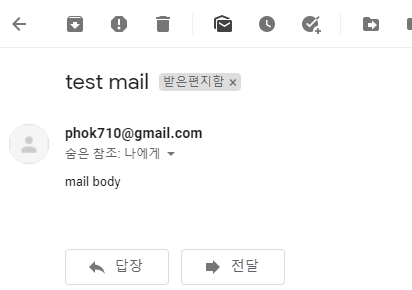 test mail 받은편지함 ×
phok710@gmail.com
숨은 참조: 나에게
mail body
답장 전달